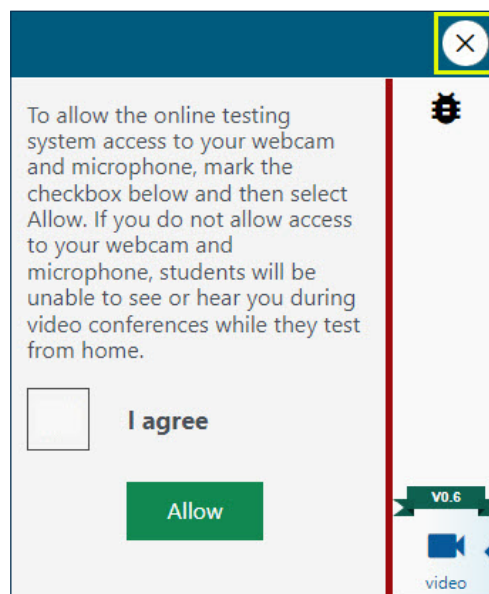 To allow the online testing
system access to your webcam
and microphone, mark the
checkbox below and then select
Allow. If you do not allow access
to your webcam and
microphone, students will be
unable to see or hear you during
video conferences while they test
from home.
I agree
Allow
V0.6
video